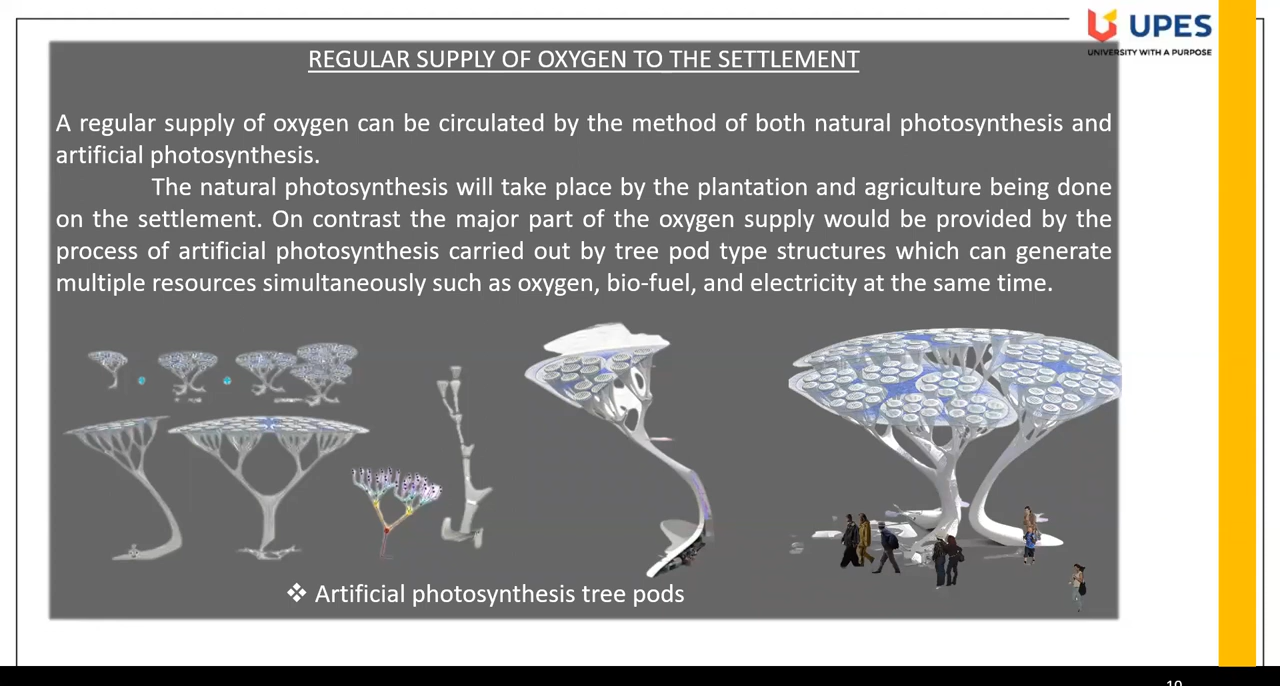 UPES
UNIVERSITY WITH A PURPOSE
REGULAR SUPPLY OF OXYGEN TO THE SETTLEMENT
A regular supply of oxygen can be circulated by the method of both natural photosynthesis and
artificial photosynthesis.
The natural photosynthesis will take place by the plantation and agriculture being done
on the settlement. On contrast the major part of the oxygen supply would be provided by the
process of artificial photosynthesis carried out by tree pod type structures which can generate
multiple resources simultaneously such as oxygen, bio-fuel, and electricity at the same time.
❖ Artificial photosynthesis tree pods